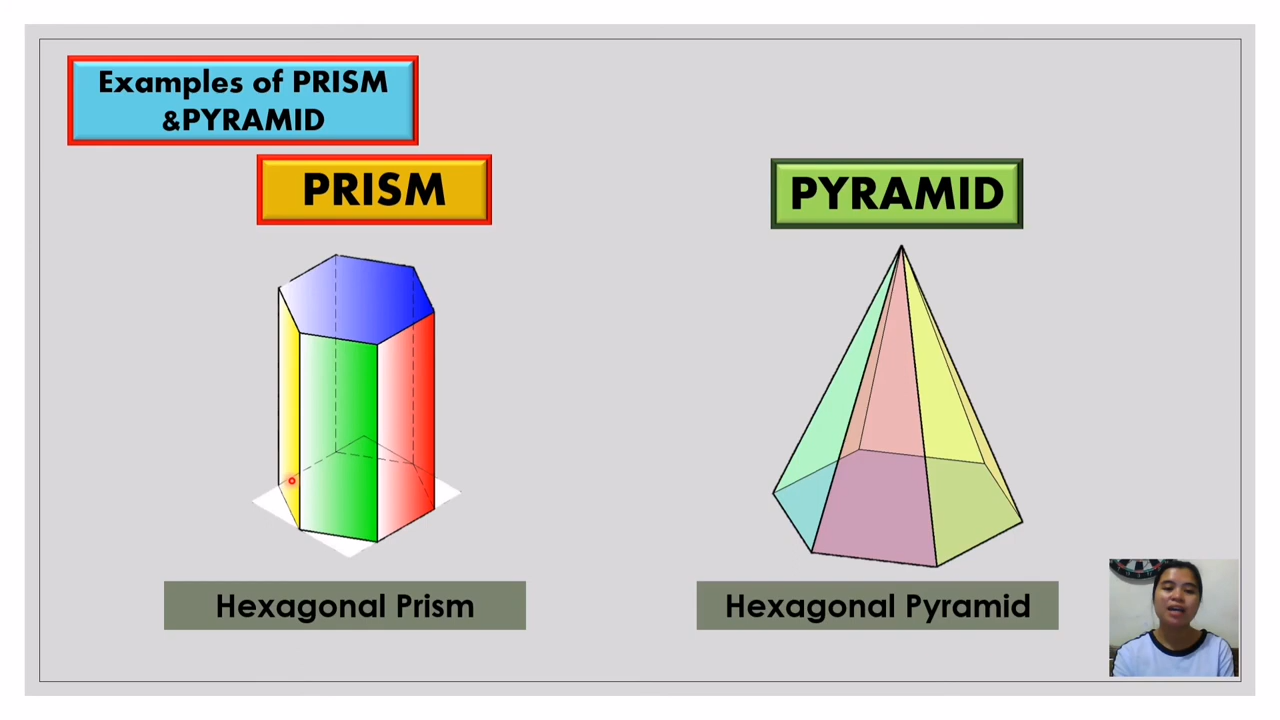 Examples of PRISM
&PYRAMID
PRISM
PYRAMID
Hexagonal Prism
Hexagonal Pyramid